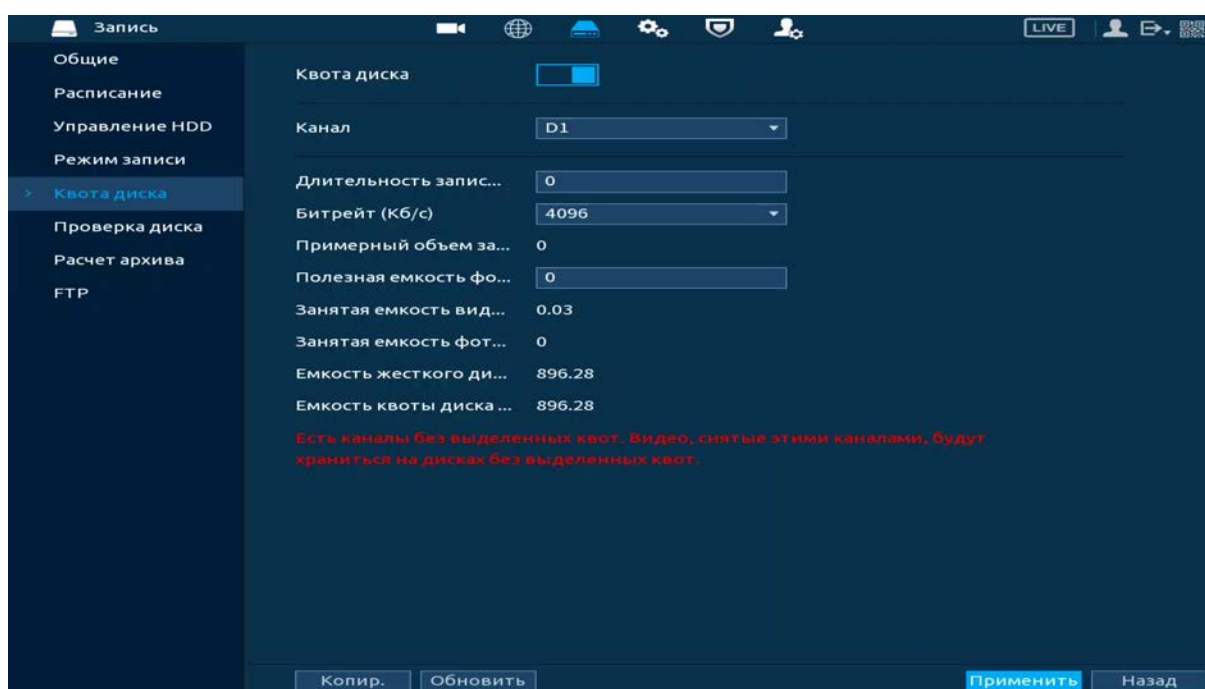 Запись
LIVE
Общие
Расписание
Управление HDD
Режим записи
> Квота диска
Проверка диска
Расчет архива
FTP
Квота диска
Канал D1
Длительность запис... 0
Битрейт (Кб/с) 4096
Примерный объем за... 0
Полезная емкость фо... 0
Занятая емкость вид... 0.03
Занятая емкость фот... 0
Емкость жесткого ди... 896.28
Емкость квоты диска ... 896.28
Есть каналы без выделенных квот. Видео, снятые этими каналами, будут
храниться на дисках без выделенных квот.
Копир. Обновить Применить Назад